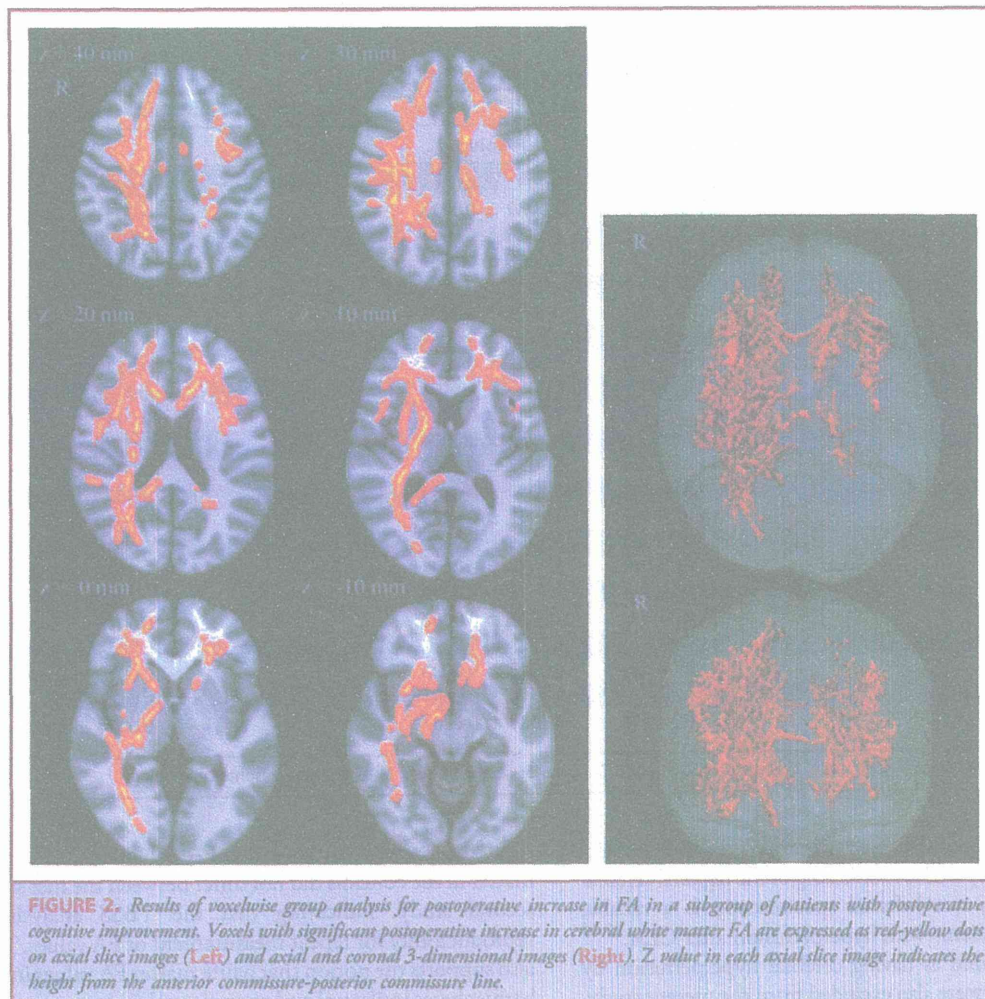 40 mm
30 mm
R
20 mm
10 mm
0 mm
-10 mm
R
R
FIGURE 2. Results of voxelwise group analysis for postoperative increase in FA in a subgroup of patients with postoperative
cognitive improvement. Voxels with significant postoperative increase in cerebral white matter FA are expressed as red-yellow dots
on axial slice images (Left) and axial and coronal 3-dimensional images (Right). Z value in each axial slice image indicates the
height from the anterior commissure-posterior commissure line.